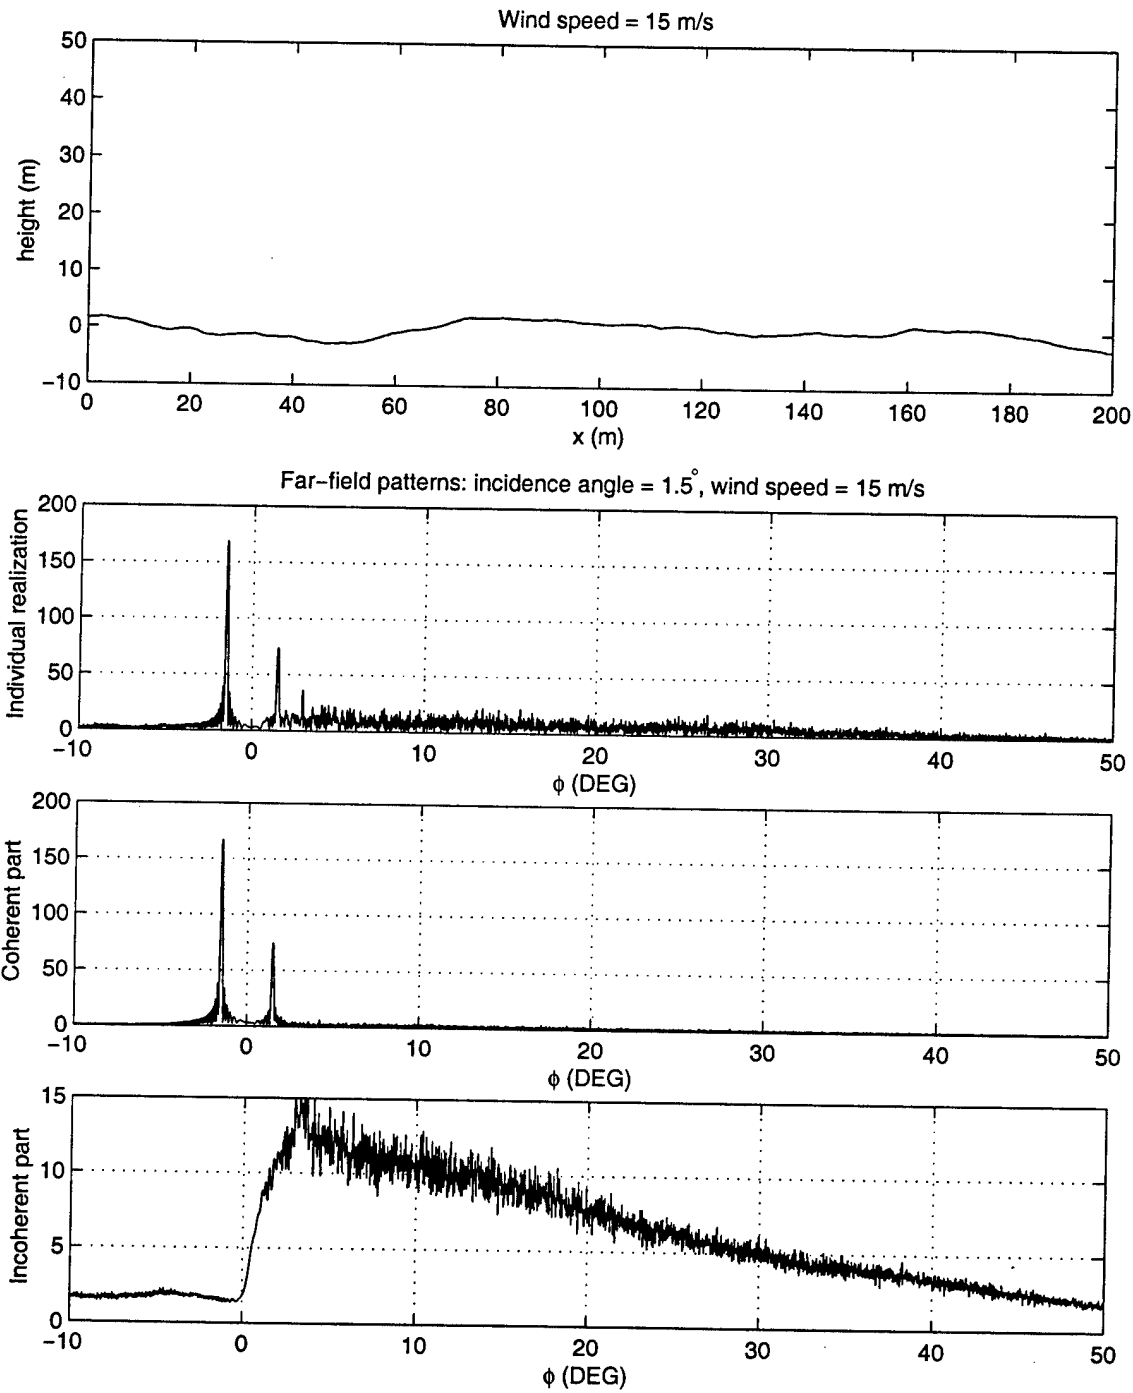 Wind speed = 15 m/s
50
40
30
20
10
0
−10
height (m)
0 20 40 60 80 100 120 140 160 180 200
x (m)
Far−field patterns: incidence angle = 1.5°, wind speed = 15 m/s
200
150
100
50
0
Individual realization
−10 0 10 20 30 40 50
ϕ (DEG)
200
150
100
50
0
Coherent part
−10 0 10 20 30 40 50
ϕ (DEG)
15
10
5
0
Incoherent part
−10 0 10 20 30 40 50
ϕ (DEG)